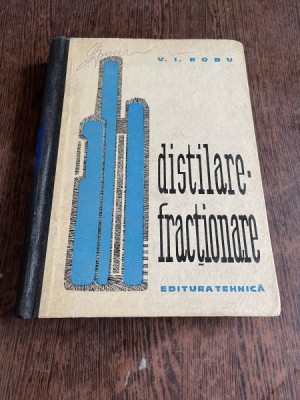 V. I. ROBU
distilare-
fracționare
EDITURA TEHNICĂ